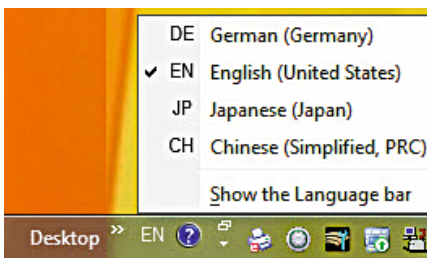 DE German (Germany)
EN English (United States)
JP Japanese (Japan)
CH Chinese (Simplified, PRC)
Show the Language bar
Desktop » EN